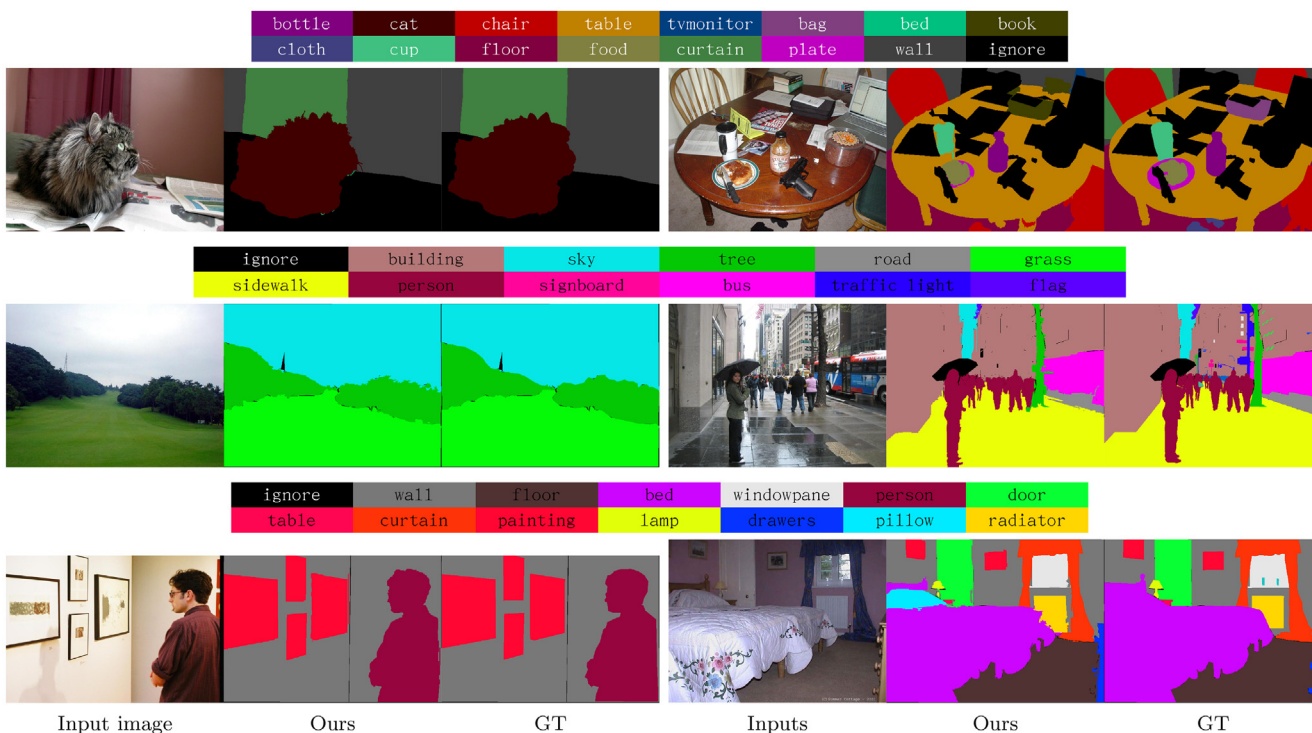 bottle cat chair table tvmonitor bag bed book
cloth cup floor food curtain plate wall ignore
ignore building sky tree road grass
sidewalk person signboard bus traffic light flag
ignore wall floor bed windowpane person door
table curtain painting lamp drawers pillow radiator
Input image Ours GT Inputs Ours GT